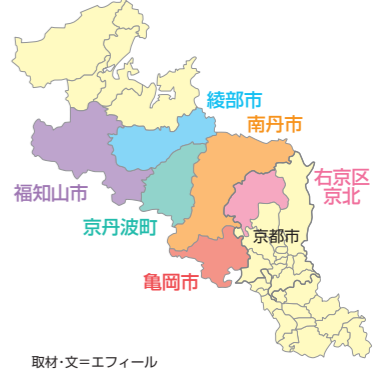 綾部市
南丹市
右京区
京北
福知山市
京丹波町
京都市
亀岡市
取材・文=エフィール